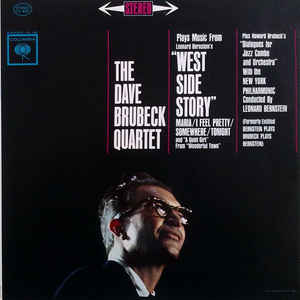 STEREO
COLUMBIA
THE
DAVE
BRUBECK
QUARTET
Plays Music From
Leonard Bernstein's
"WEST
SIDE
STORY"
MARIA/I FEEL PRETTY/
SOMEWHERE/TONIGHT
and "A Quiet Girl"
From "Wonderful Town"
Plus Howard Brubeck's
"Dialogues for
Jazz Combo
and Orchestra"
With the
NEW YORK
PHILHARMONIC
Conducted By
LEONARD BERNSTEIN
(Formerly Entitled
BERNSTEIN PLAYS
BRUBECK PLAYS
BERNSTEIN)